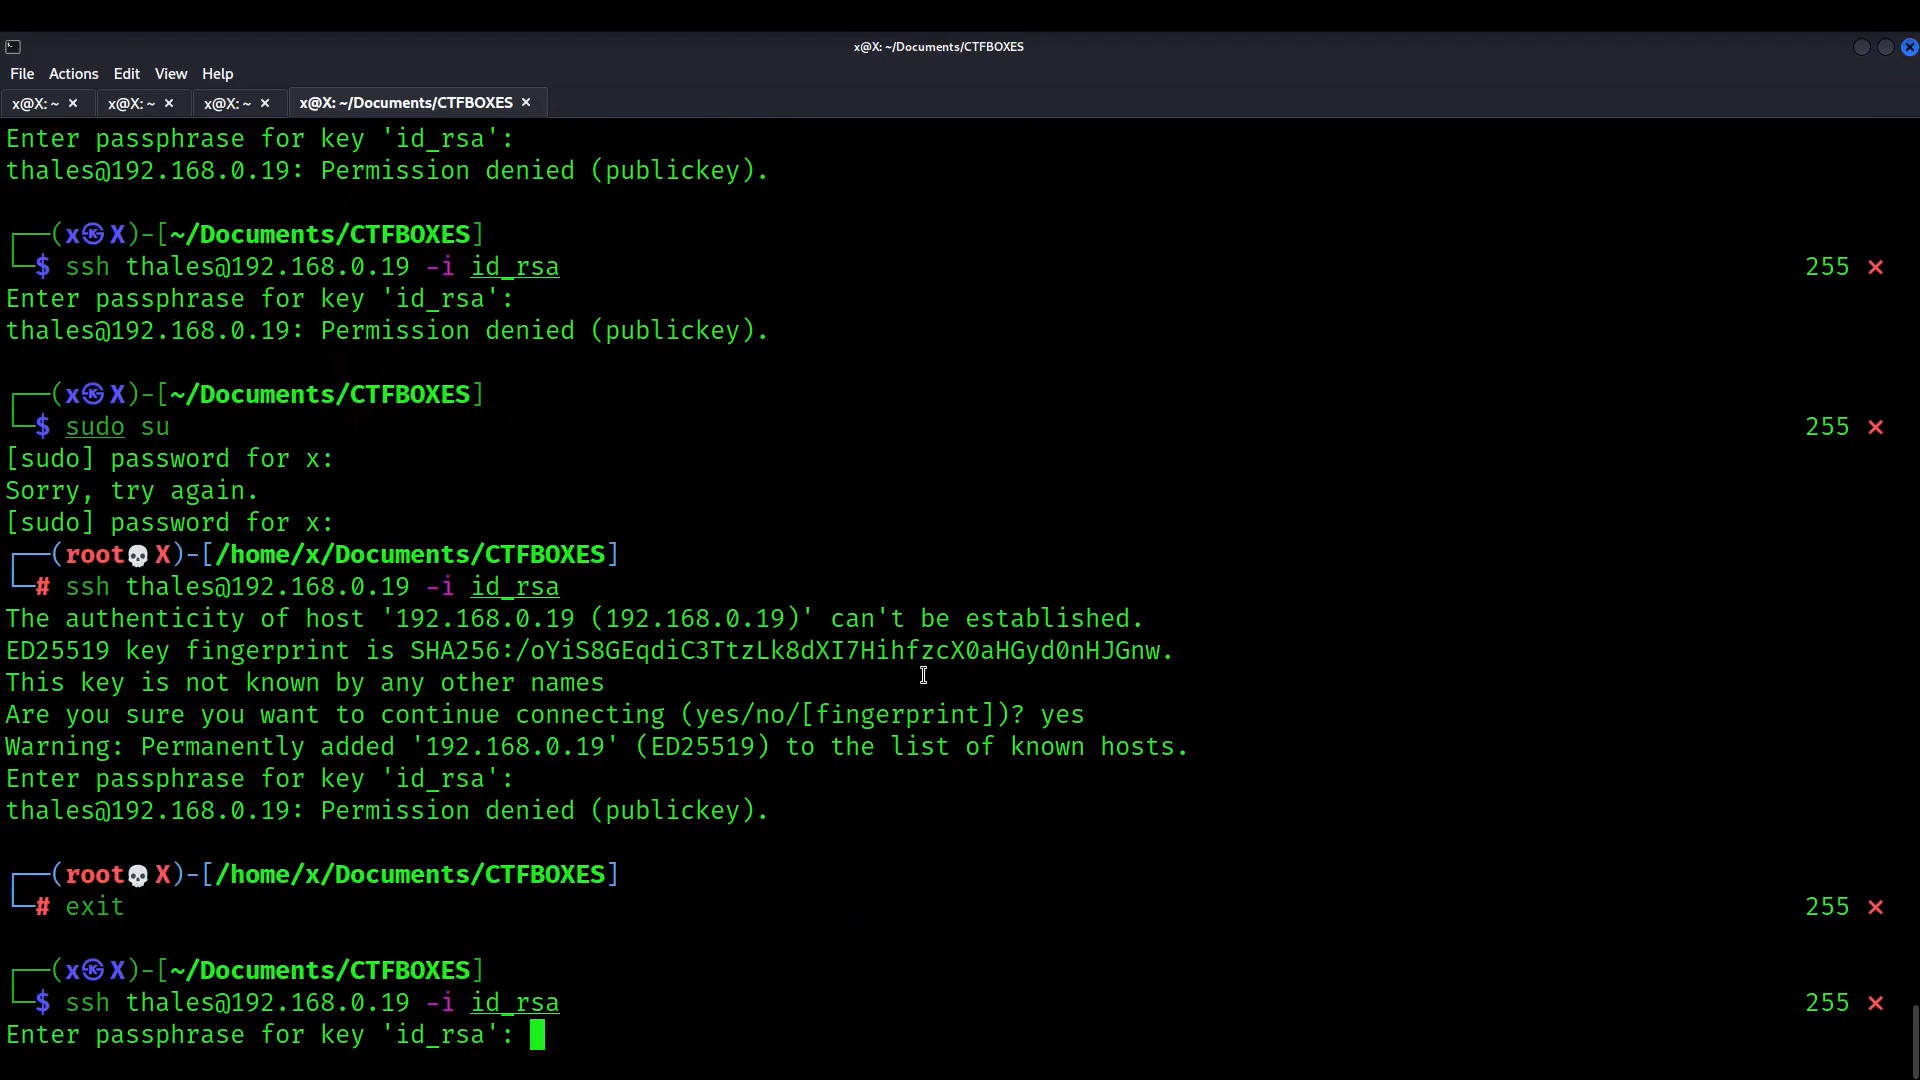 x@X: ~/Documents/CTFBOXES
File Actions Edit View Help
x@X: ~ × x@X: ~ × x@X: ~ × x@X: ~/Documents/CTFBOXES ×
Enter passphrase for key 'id_rsa':
thales@192.168.0.19: Permission denied (publickey).
┌──(x㉿X)-[~/Documents/CTFBOXES]
└─$ ssh thales@192.168.0.19 -i id_rsa 255 ⨯
Enter passphrase for key 'id_rsa':
thales@192.168.0.19: Permission denied (publickey).
┌──(x㉿X)-[~/Documents/CTFBOXES]
└─$ sudo su 255 ⨯
[sudo] password for x:
Sorry, try again.
[sudo] password for x:
┌──(root💀X)-[/home/x/Documents/CTFBOXES]
└─# ssh thales@192.168.0.19 -i id_rsa
The authenticity of host '192.168.0.19 (192.168.0.19)' can't be established.
ED25519 key fingerprint is SHA256:/oYiS8GEqdiC3TtzLk8dXI7HihfzcX0aHGyd0nHJGnw.
This key is not known by any other names
Are you sure you want to continue connecting (yes/no/[fingerprint])? yes
Warning: Permanently added '192.168.0.19' (ED25519) to the list of known hosts.
Enter passphrase for key 'id_rsa':
thales@192.168.0.19: Permission denied (publickey).
┌──(root💀X)-[/home/x/Documents/CTFBOXES]
└─# exit 255 ⨯
┌──(x㉿X)-[~/Documents/CTFBOXES]
└─$ ssh thales@192.168.0.19 -i id_rsa 255 ⨯
Enter passphrase for key 'id_rsa':